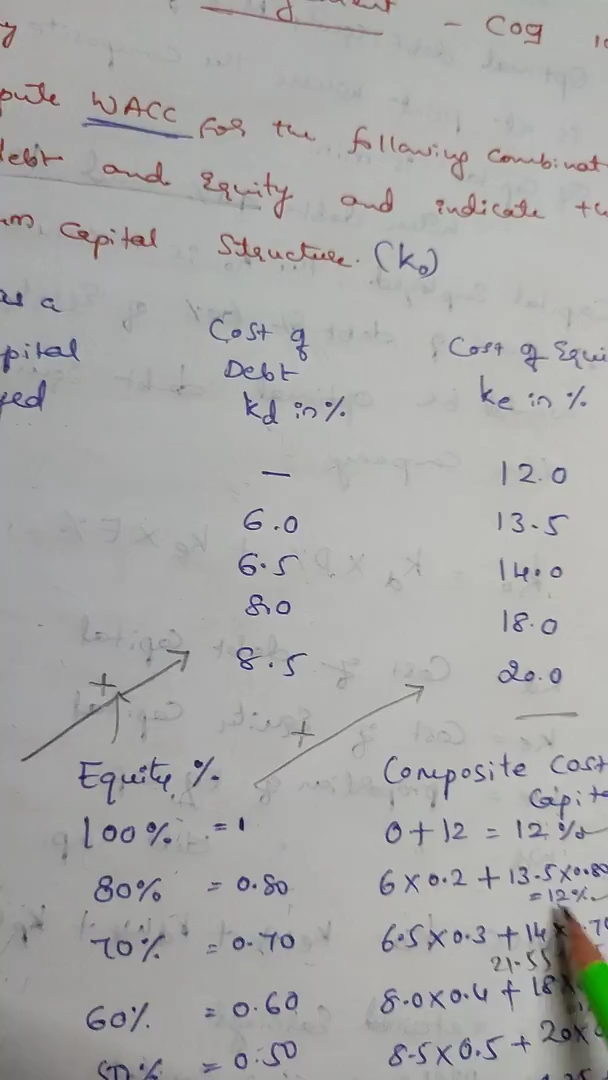 - Cog
WACC for the following
debt and Equity and indicate
Capital Structure. (Ko)
as a
Cost of
Debt
Kd in %
Cost of Equi
Ke in %
— 12.0
6.0 13.5
6.5 14.0
8.0 18.0
8.5 20.0
+ +
Equity % Composite Cost
Capit
100% = 1 0 + 12 = 12%
80% = 0.80 6 x 0.2 + 13.5 x 0.80
= 12%
70% = 0.70 6.5 x 0.3 + 14 x
21.55
60% = 0.60 8.0 x 0.4 + 18
50% = 0.50 8.5 x 0.5 + 20 x